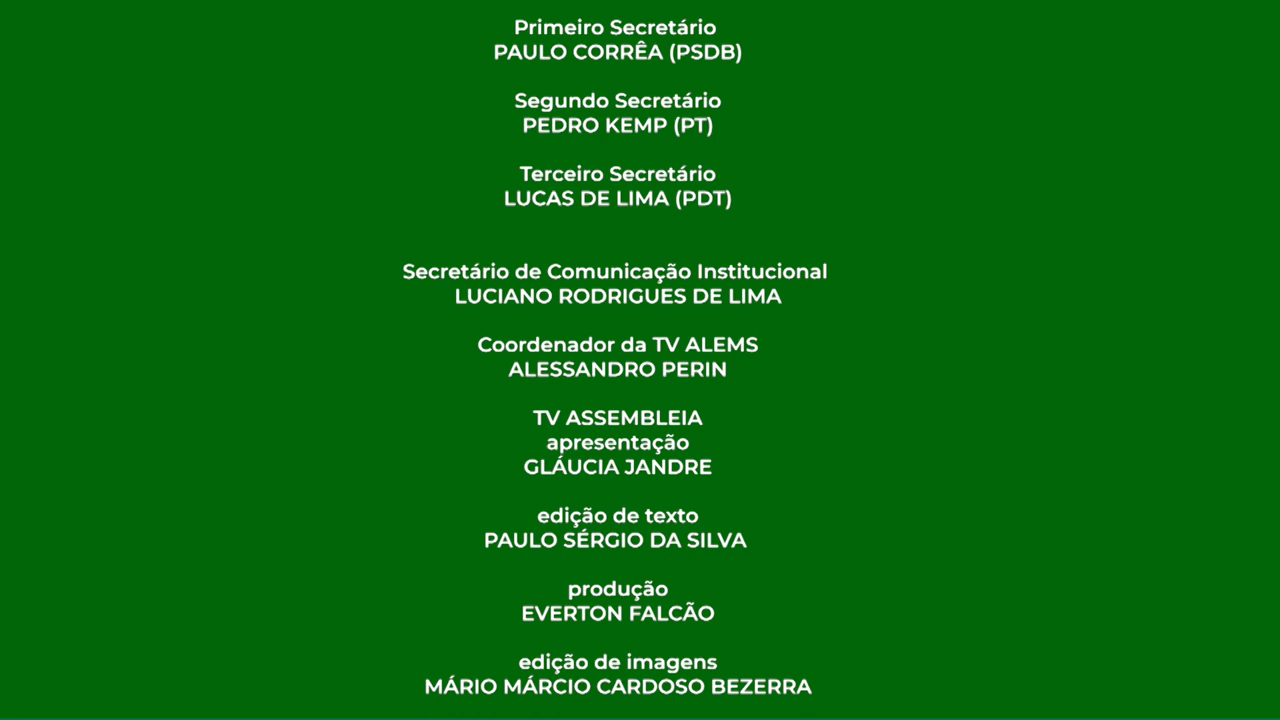 Primeiro Secretário
PAULO CORRÊA (PSDB)
Segundo Secretário
PEDRO KEMP (PT)
Terceiro Secretário
LUCAS DE LIMA (PDT)
Secretário de Comunicação Institucional
LUCIANO RODRIGUES DE LIMA
Coordenador da TV ALEMS
ALESSANDRO PERIN
TV ASSEMBLEIA
apresentação
GLÁUCIA JANDRE
edição de texto
PAULO SÉRGIO DA SILVA
produção
EVERTON FALCÃO
edição de imagens
MÁRIO MÁRCIO CARDOSO BEZERRA